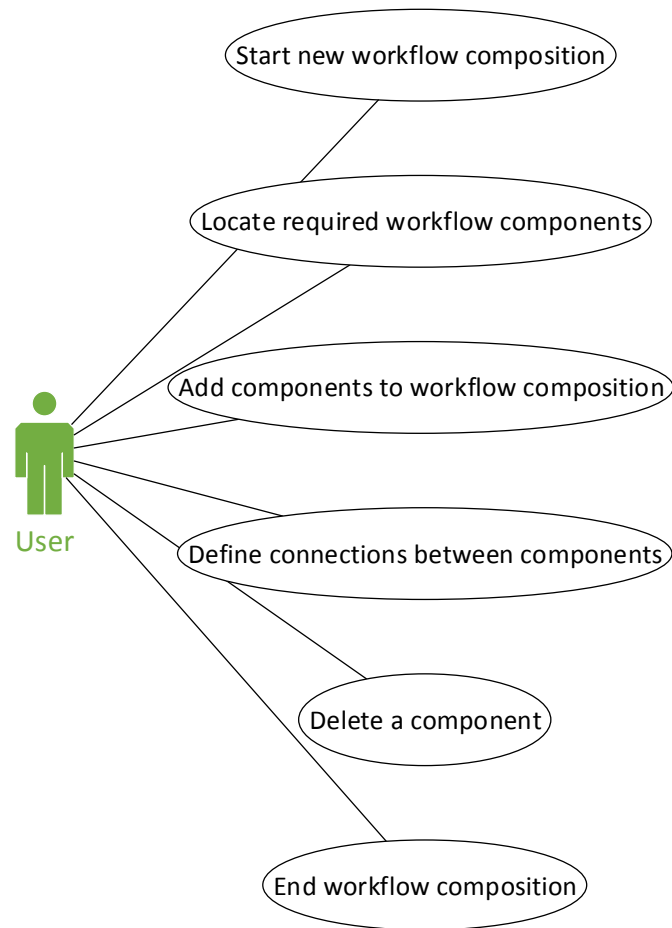 Start new workflow composition
Locate required workflow components
Add components to workflow composition
User
Define connections between components
Delete a component
End workflow composition